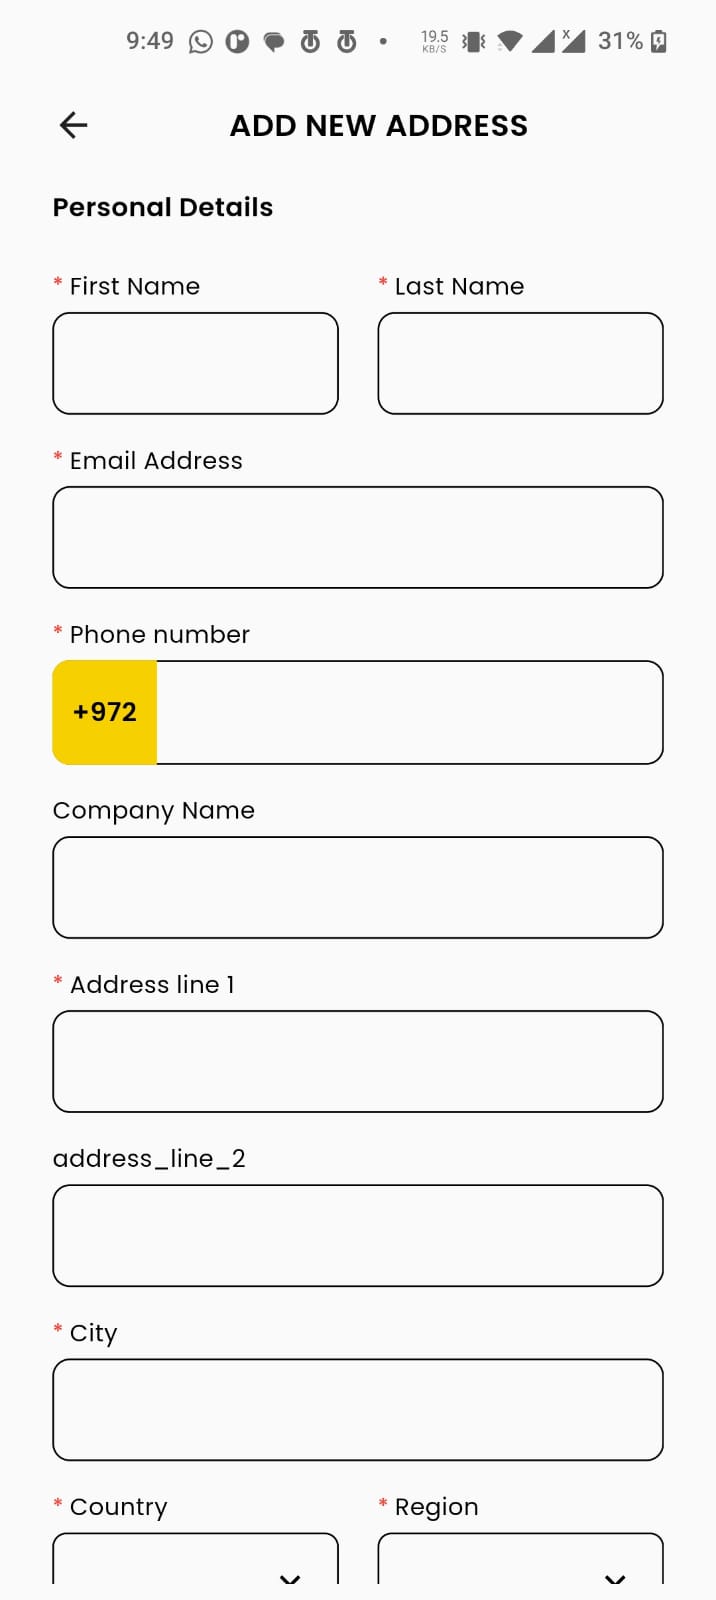 9:49 • 19.5 KB/S x 31%
ADD NEW ADDRESS
Personal Details
* First Name * Last Name
* Email Address
* Phone number
+972
Company Name
* Address line 1
address_line_2
* City
* Country * Region